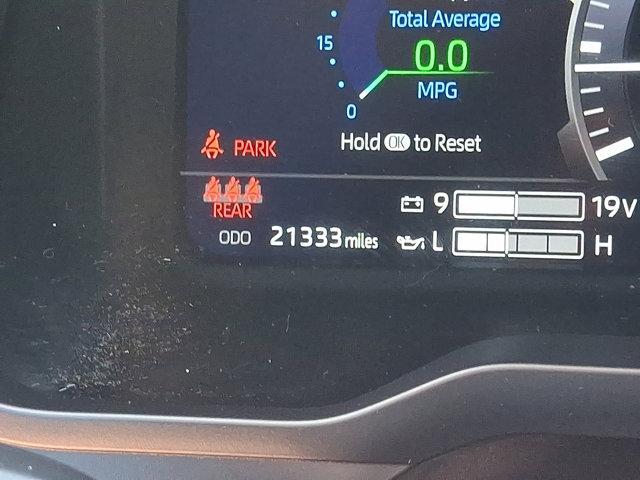 Total Average
15
0.0
MPG
0
Hold OK to Reset
PARK
REAR
9 19V
ODO 21333 miles L H